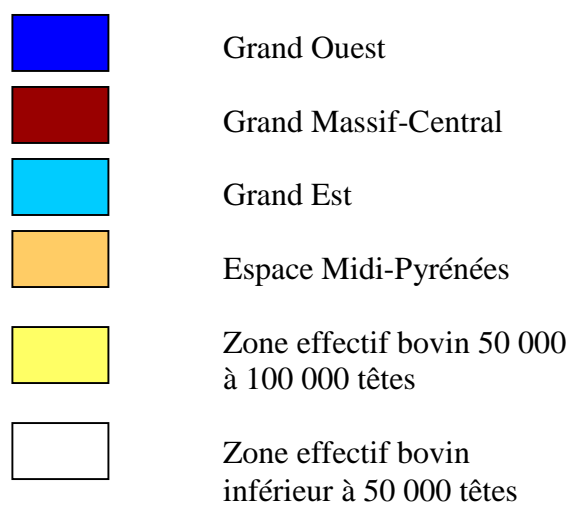 Grand Ouest
Grand Massif-Central
Grand Est
Espace Midi-Pyrénées
Zone effectif bovin 50 000
à 100 000 têtes
Zone effectif bovin
inférieur à 50 000 têtes